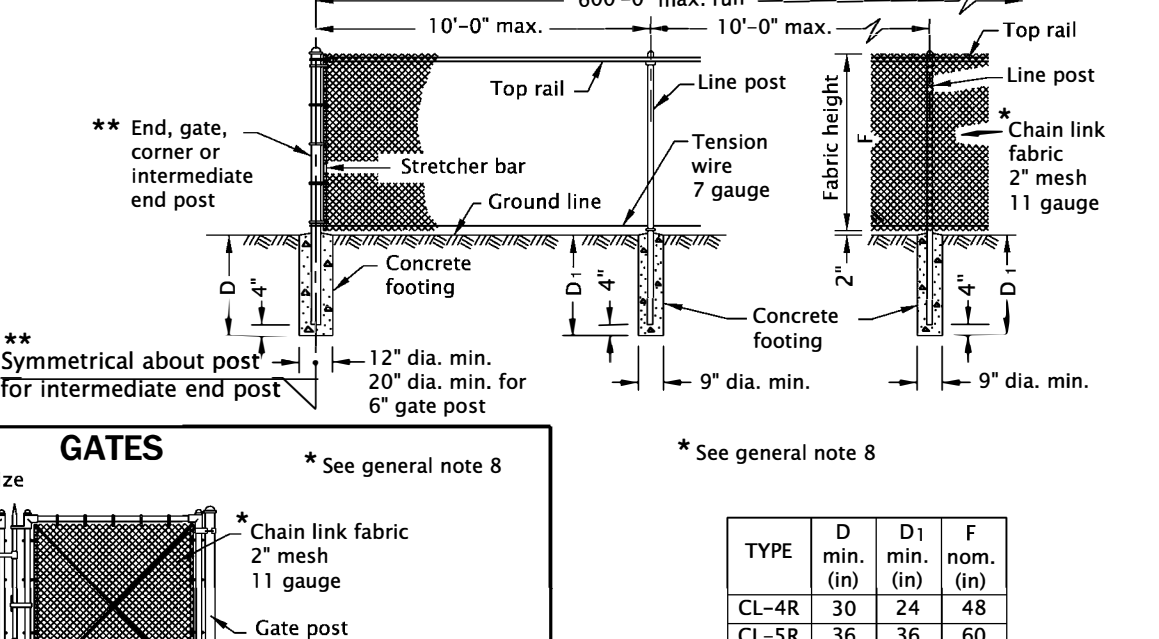 600'-0" max. run
10'-0" max.
10'-0" max.
Top rail
Top rail
Line post
Line post
** End, gate,
corner or
intermediate
end post
Stretcher bar
Tension
wire
7 gauge
Fabric height
F
* Chain link
fabric
2" mesh
11 gauge
Ground line
D
4"
Concrete
footing
D1
4"
2"
4"
D1
Concrete
footing
**
Symmetrical about post
for intermediate end post
12" dia. min.
20" dia. min. for
6" gate post
9" dia. min.
9" dia. min.
GATES
* See general note 8
* See general note 8
ze
* Chain link fabric
2" mesh
11 gauge
Gate post
TYPE D min. (in) D1 min. (in) F nom. (in)
CL-4R 30 24 48
CL-5R 36 36 60